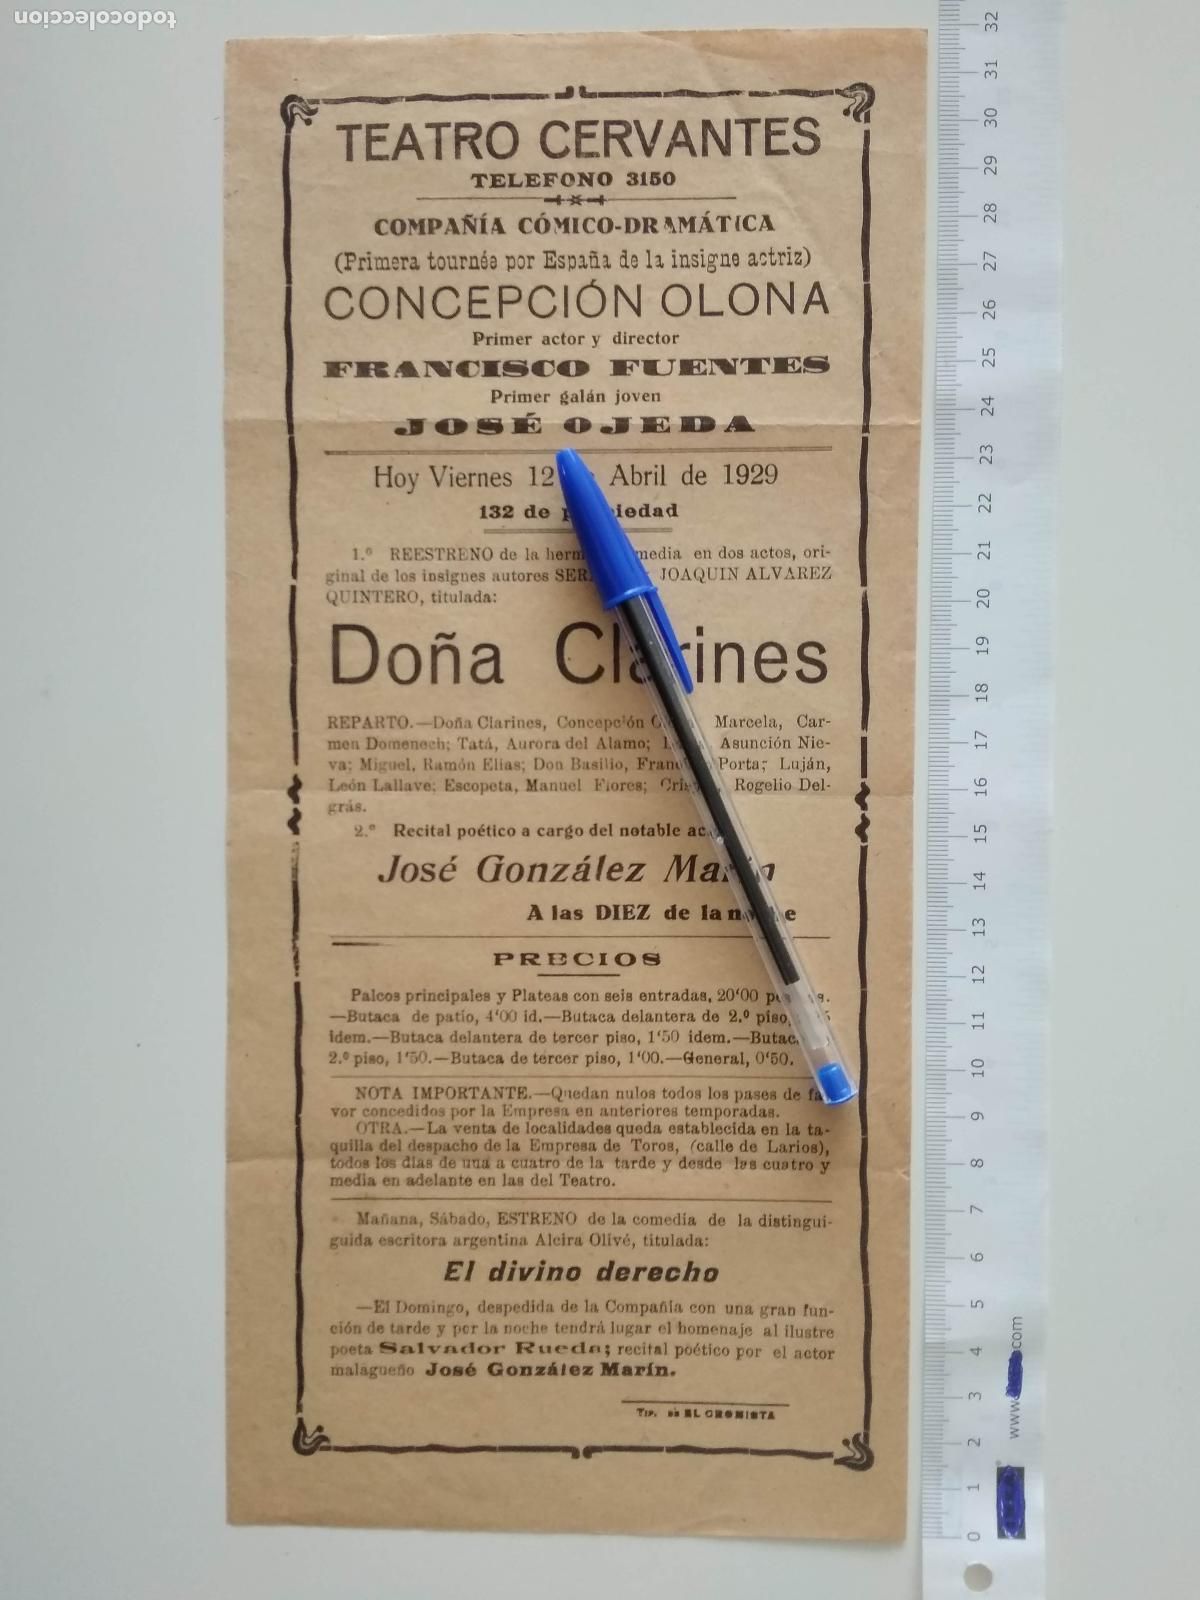 todocoleccion
TEATRO CERVANTES
TELEFONO 3150
COMPAÑÍA CÓMICO-DRAMÁTICA
(Primera tournée por España de la insigne actriz)
CONCEPCIÓN OLONA
Primer actor y director
FRANCISCO FUENTES
Primer galán joven
JOSÉ OJEDA
Hoy Viernes 12 Abril de 1929
132 de
1.º REESTRENO de la en dos actos, ori-
ginal de los insignes autores JOAQUIN ALVAREZ
QUINTERO, titulada:
Doña Clarines
REPARTO.—Doña Clarines, Concepción Marcela, Car-
men Domenech; Tatá, Aurora del Alamo; Asunción Nie-
va; Miguel, Ramón Elias; Don Basilio, Porta; Luján,
León Lallave; Escopeta, Manuel Flores; Rogelio Del-
grás.
2.º Recital poético a cargo del notable
José González Marín
A las DIEZ de la noche
PRECIOS
Palcos principales y Plateas con seis entradas, 20'00
—Butaca de patio, 4'00 id.—Butaca delantera de 2.º piso,
idem.—Butaca delantera de tercer piso, 1'50 idem.—Butaca
2.º piso, 1'50.—Butaca de tercer piso, 1'00.—General, 0'50.
NOTA IMPORTANTE.—Quedan nulos todos los pases de fa-
vor concedidos por la Empresa en anteriores temporadas.
OTRA.—La venta de localidades queda establecida en la ta-
quilla del despacho de la Empresa de Toros, (calle de Larios),
todos los días de una a cuatro de la tarde y desde las cuatro y
media en adelante en las del Teatro.
Mañana, Sábado, ESTRENO de la comedia de la distingui-
guida escritora argentina Alcira Olivé, titulada:
El divino derecho
—El Domingo, despedida de la Compañía con una gran fun-
ción de tarde y por la noche tendrá lugar el homenaje al ilustre
poeta Salvador Rueda; recital poético por el actor
malagueño José González Marín.
TIP. DE EL CRONISTA
32
31
30
29
28
27
26
25
24
23
22
21
20
19
18
17
16
15
14
13
12
11
10
9
8
7
6
5
4
3
2
1
0
www. .com